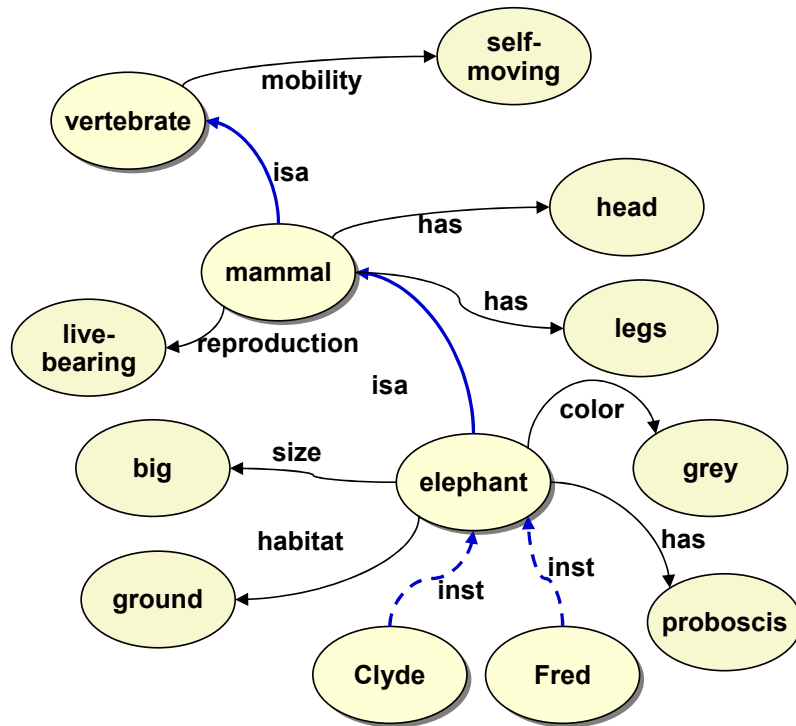 self-
moving
mobility
vertebrate
isa
has
head
mammal
has
legs
live-
bearing
reproduction
isa
color
size
big
elephant
grey
habitat
has
inst
inst
ground
proboscis
Clyde
Fred